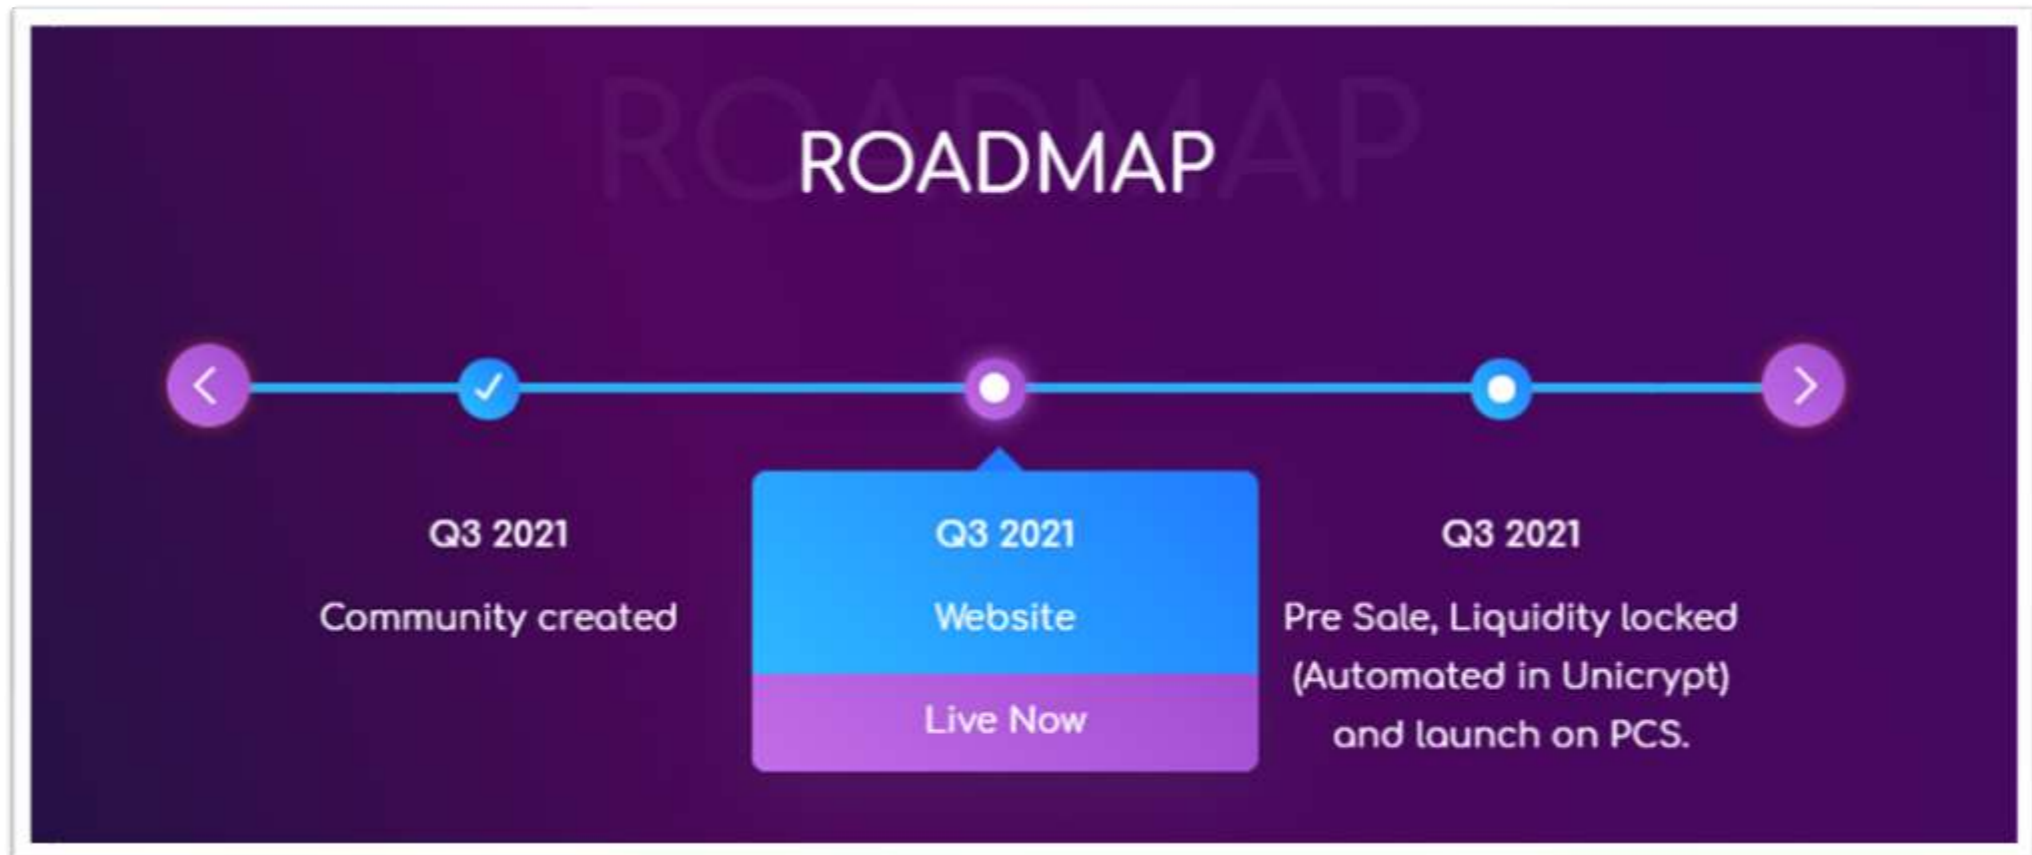 ROADMAP
ROADMAP
Q3 2021
Community created
Q3 2021
Website
Live Now
Q3 2021
Pre Sale, Liquidity locked
(Automated in Unicrypt)
and launch on PCS.